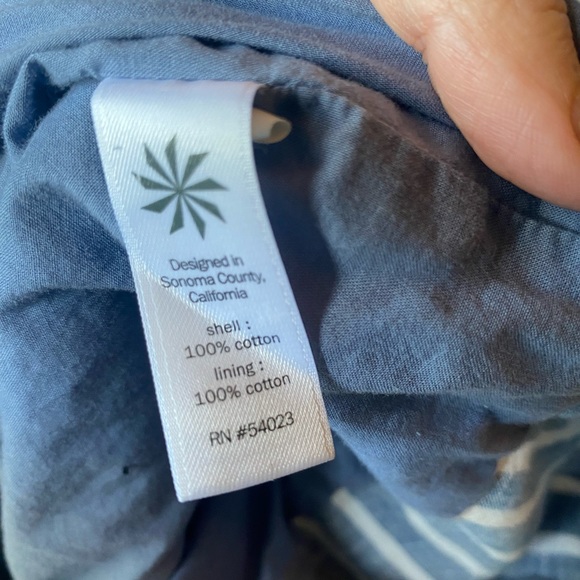 Designed in
Sonoma County,
California
shell :
100% cotton
lining :
100% cotton
RN #54023